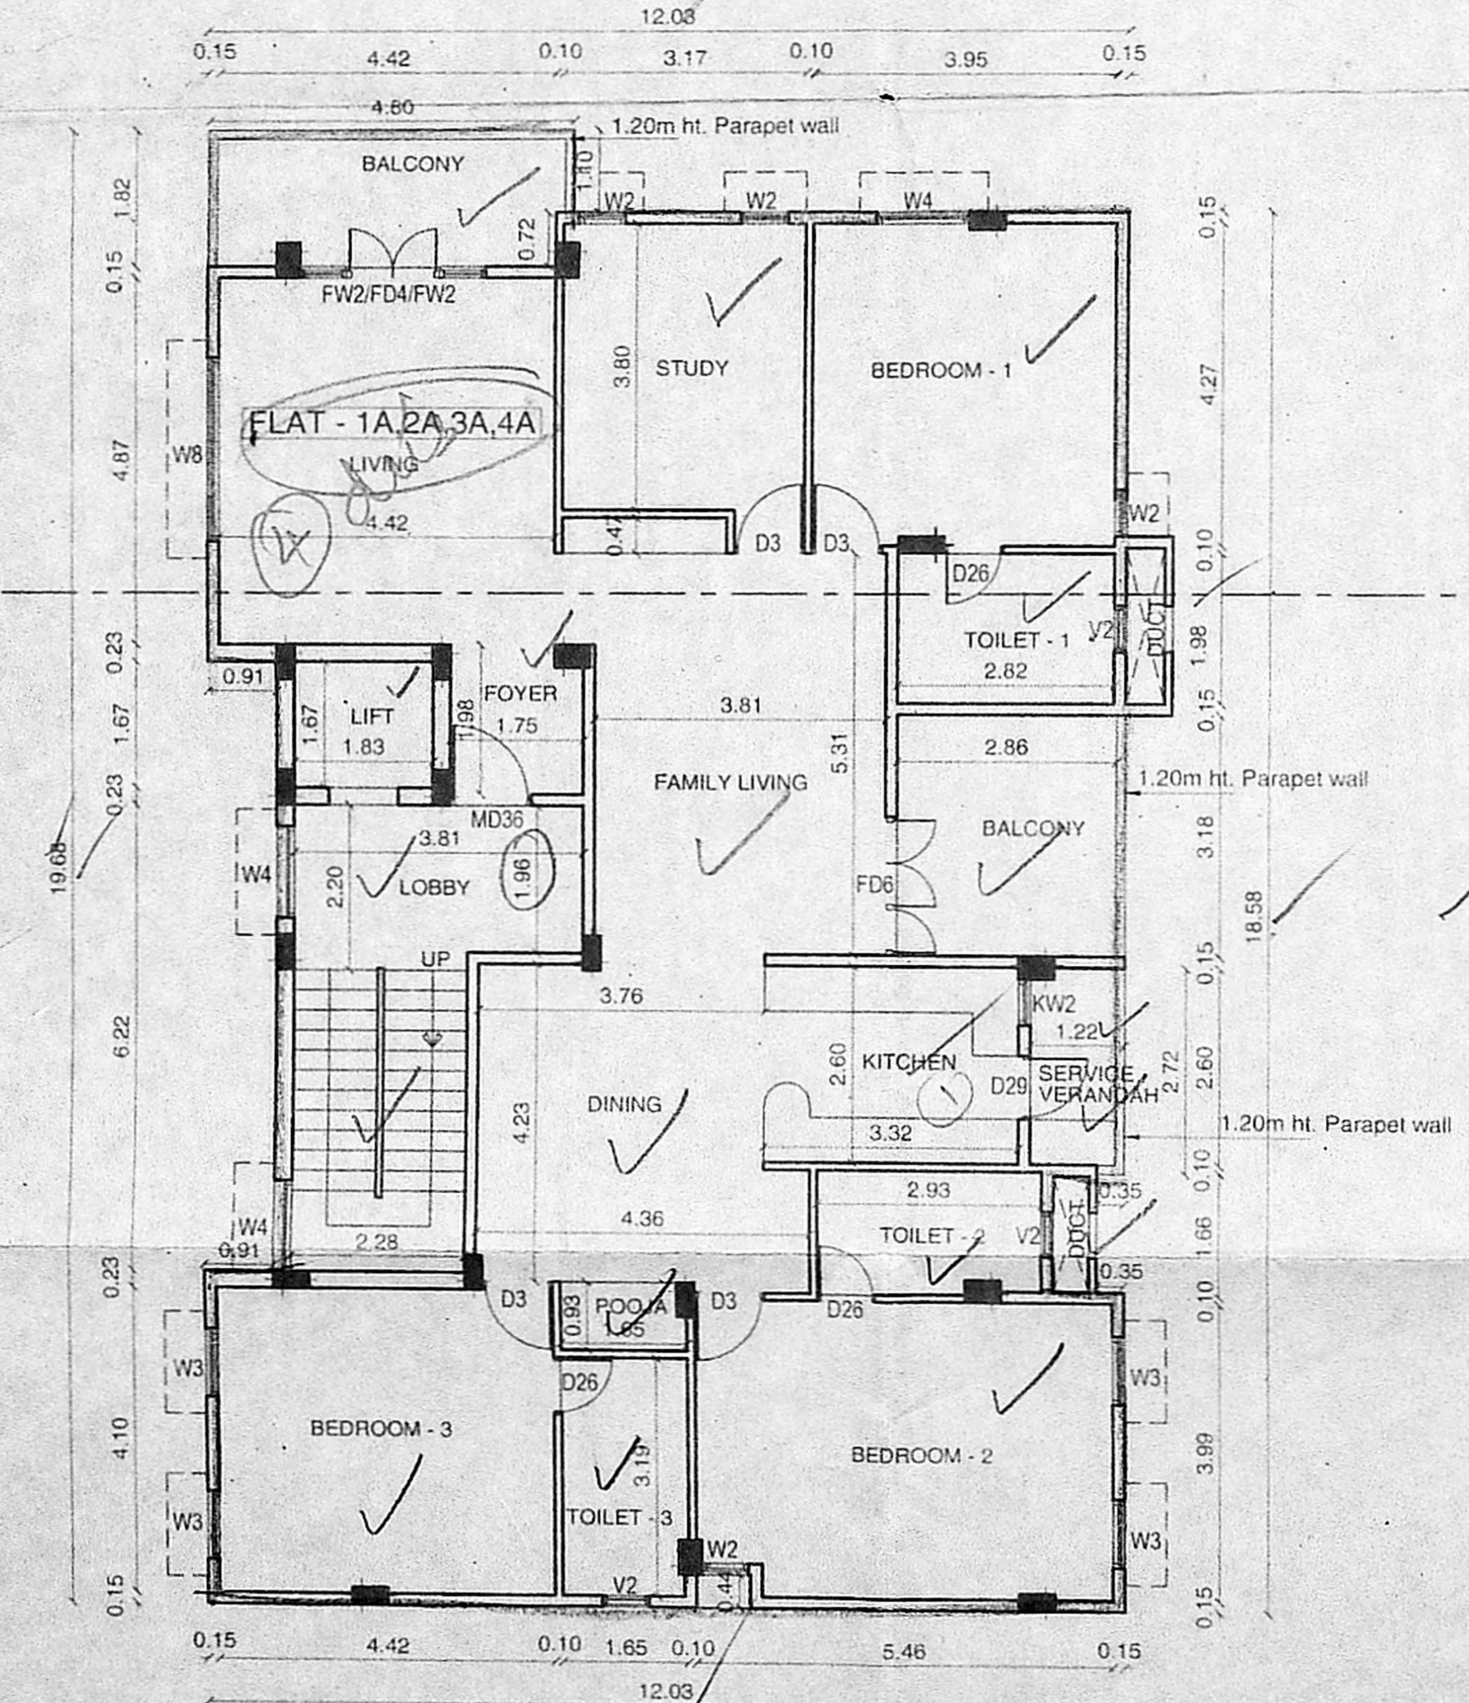 12.03
0.15 4.42 0.10 3.17 0.10 3.95 0.15
4.80
1.20m ht. Parapet wall
BALCONY
1.10
W2 W2 W4
1.82
0.72
0.15
0.15
FW2/FD4/FW2
3.80
STUDY
BEDROOM - 1
4.27
FLAT - 1A,2A,3A,4A
LIVING
W8
4.87
4.42
4
0.47
D3 D3
W2
0.10
D26
TOILET - 1
V2
DUCT
1.98
2.82
0.23
0.91
LIFT
1.67
1.83
FOYER
1.98
1.75
3.81
0.15
1.67
5.31
2.86
FAMILY LIVING
1.20m ht. Parapet wall
0.23
MD36
3.81
BALCONY
3.18
19.68
W4
2.20
LOBBY
1.96
FD6
18.58
UP
0.15
3.76
KW2
1.22
6.22
2.60
KITCHEN
1
D29
SERVICE
VERANDAH
2.72
2.60
DINING
4.23
3.32
1.20m ht. Parapet wall
0.10
2.93
0.35
4.36
W4
TOILET - 2
V2
DUCT
1.66
0.91
2.28
0.35
0.23
D3
0.93
POOJA
1.65
D3
D26
0.10
W3
D26
W3
BEDROOM - 3
4.10
3.19
BEDROOM - 2
3.99
W3
TOILET - 3
W3
W2
V2
0.44
0.15
0.15
0.15 4.42 0.10 1.65 0.10 5.46 0.15
12.03